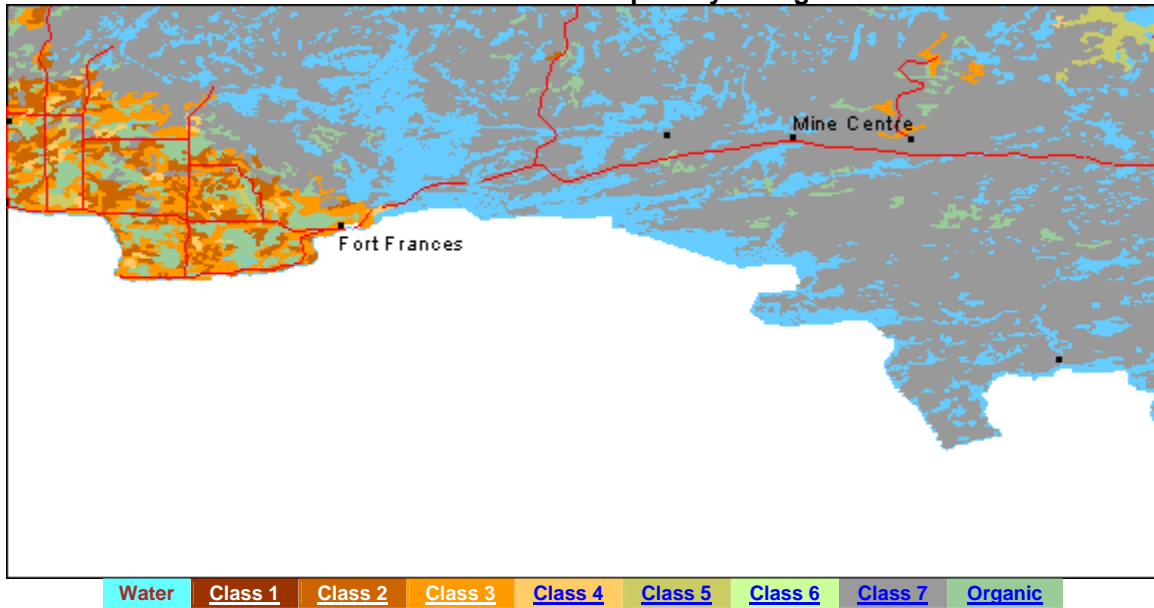 Mine Centre
Fort Frances
Water Class 1 Class 2 Class 3 Class 4 Class 5 Class 6 Class 7 Organic